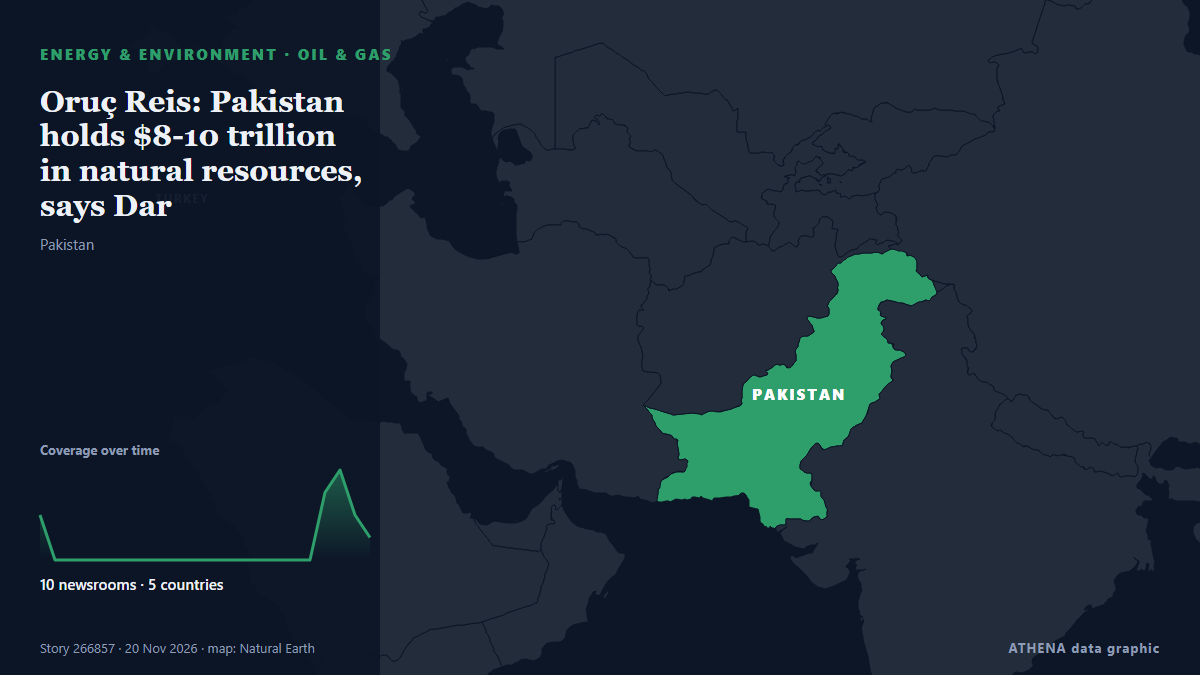 ENERGY & ENVIRONMENT · OIL & GAS
Oruç Reis: Pakistan
holds $8-10 trillion
in natural resources,
says Dar
TURKEY
Pakistan
PAKISTAN
Coverage over time
10 newsrooms · 5 countries
Story 266857 · 20 Nov 2026 · map: Natural Earth
ATHENA data graphic